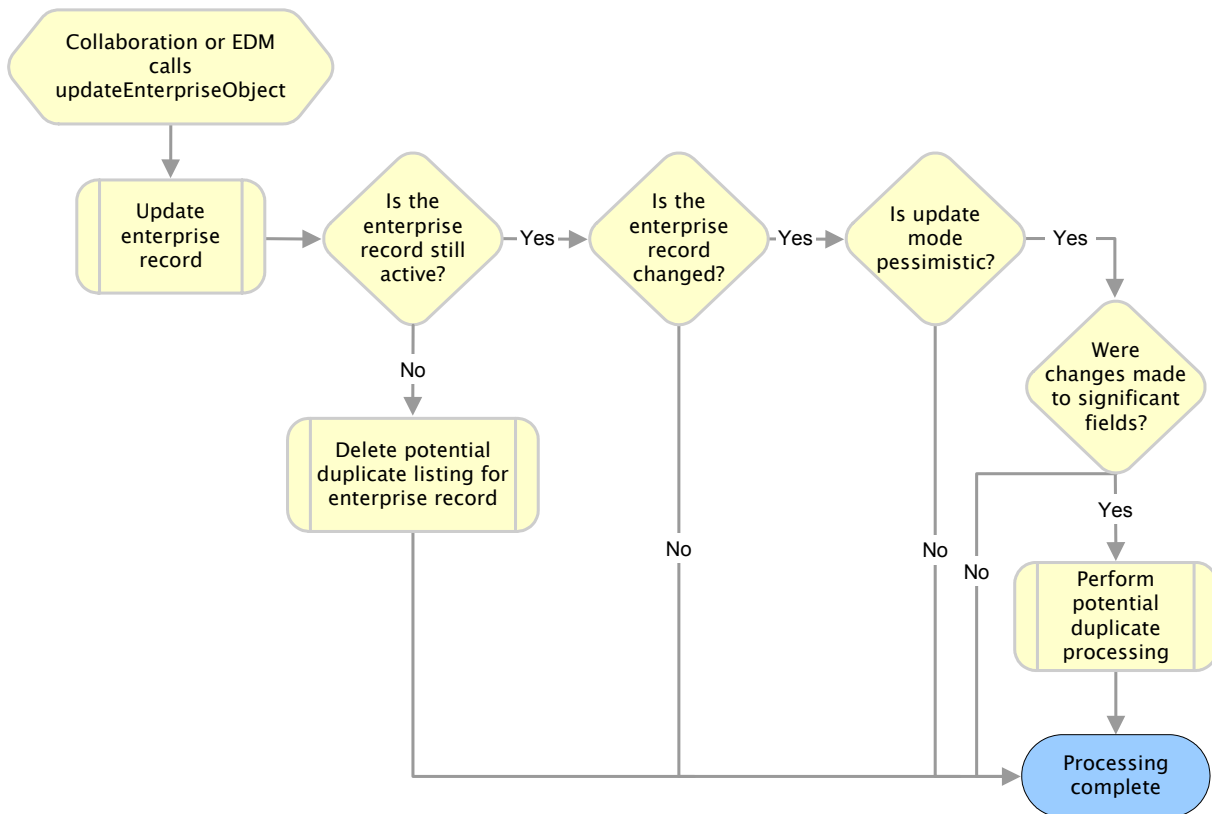 Collaboration or EDM
calls
updateEnterpriseObject
Update
enterprise
record
Is the
enterprise
record still
active?
Yes
Is the
enterprise
record
changed?
Yes
Is update
mode
pessimistic?
Yes
No
Were
changes made
to significant
fields?
Delete potential
duplicate listing for
enterprise record
Yes
No
No
No
Perform
potential
duplicate
processing
Processing
complete